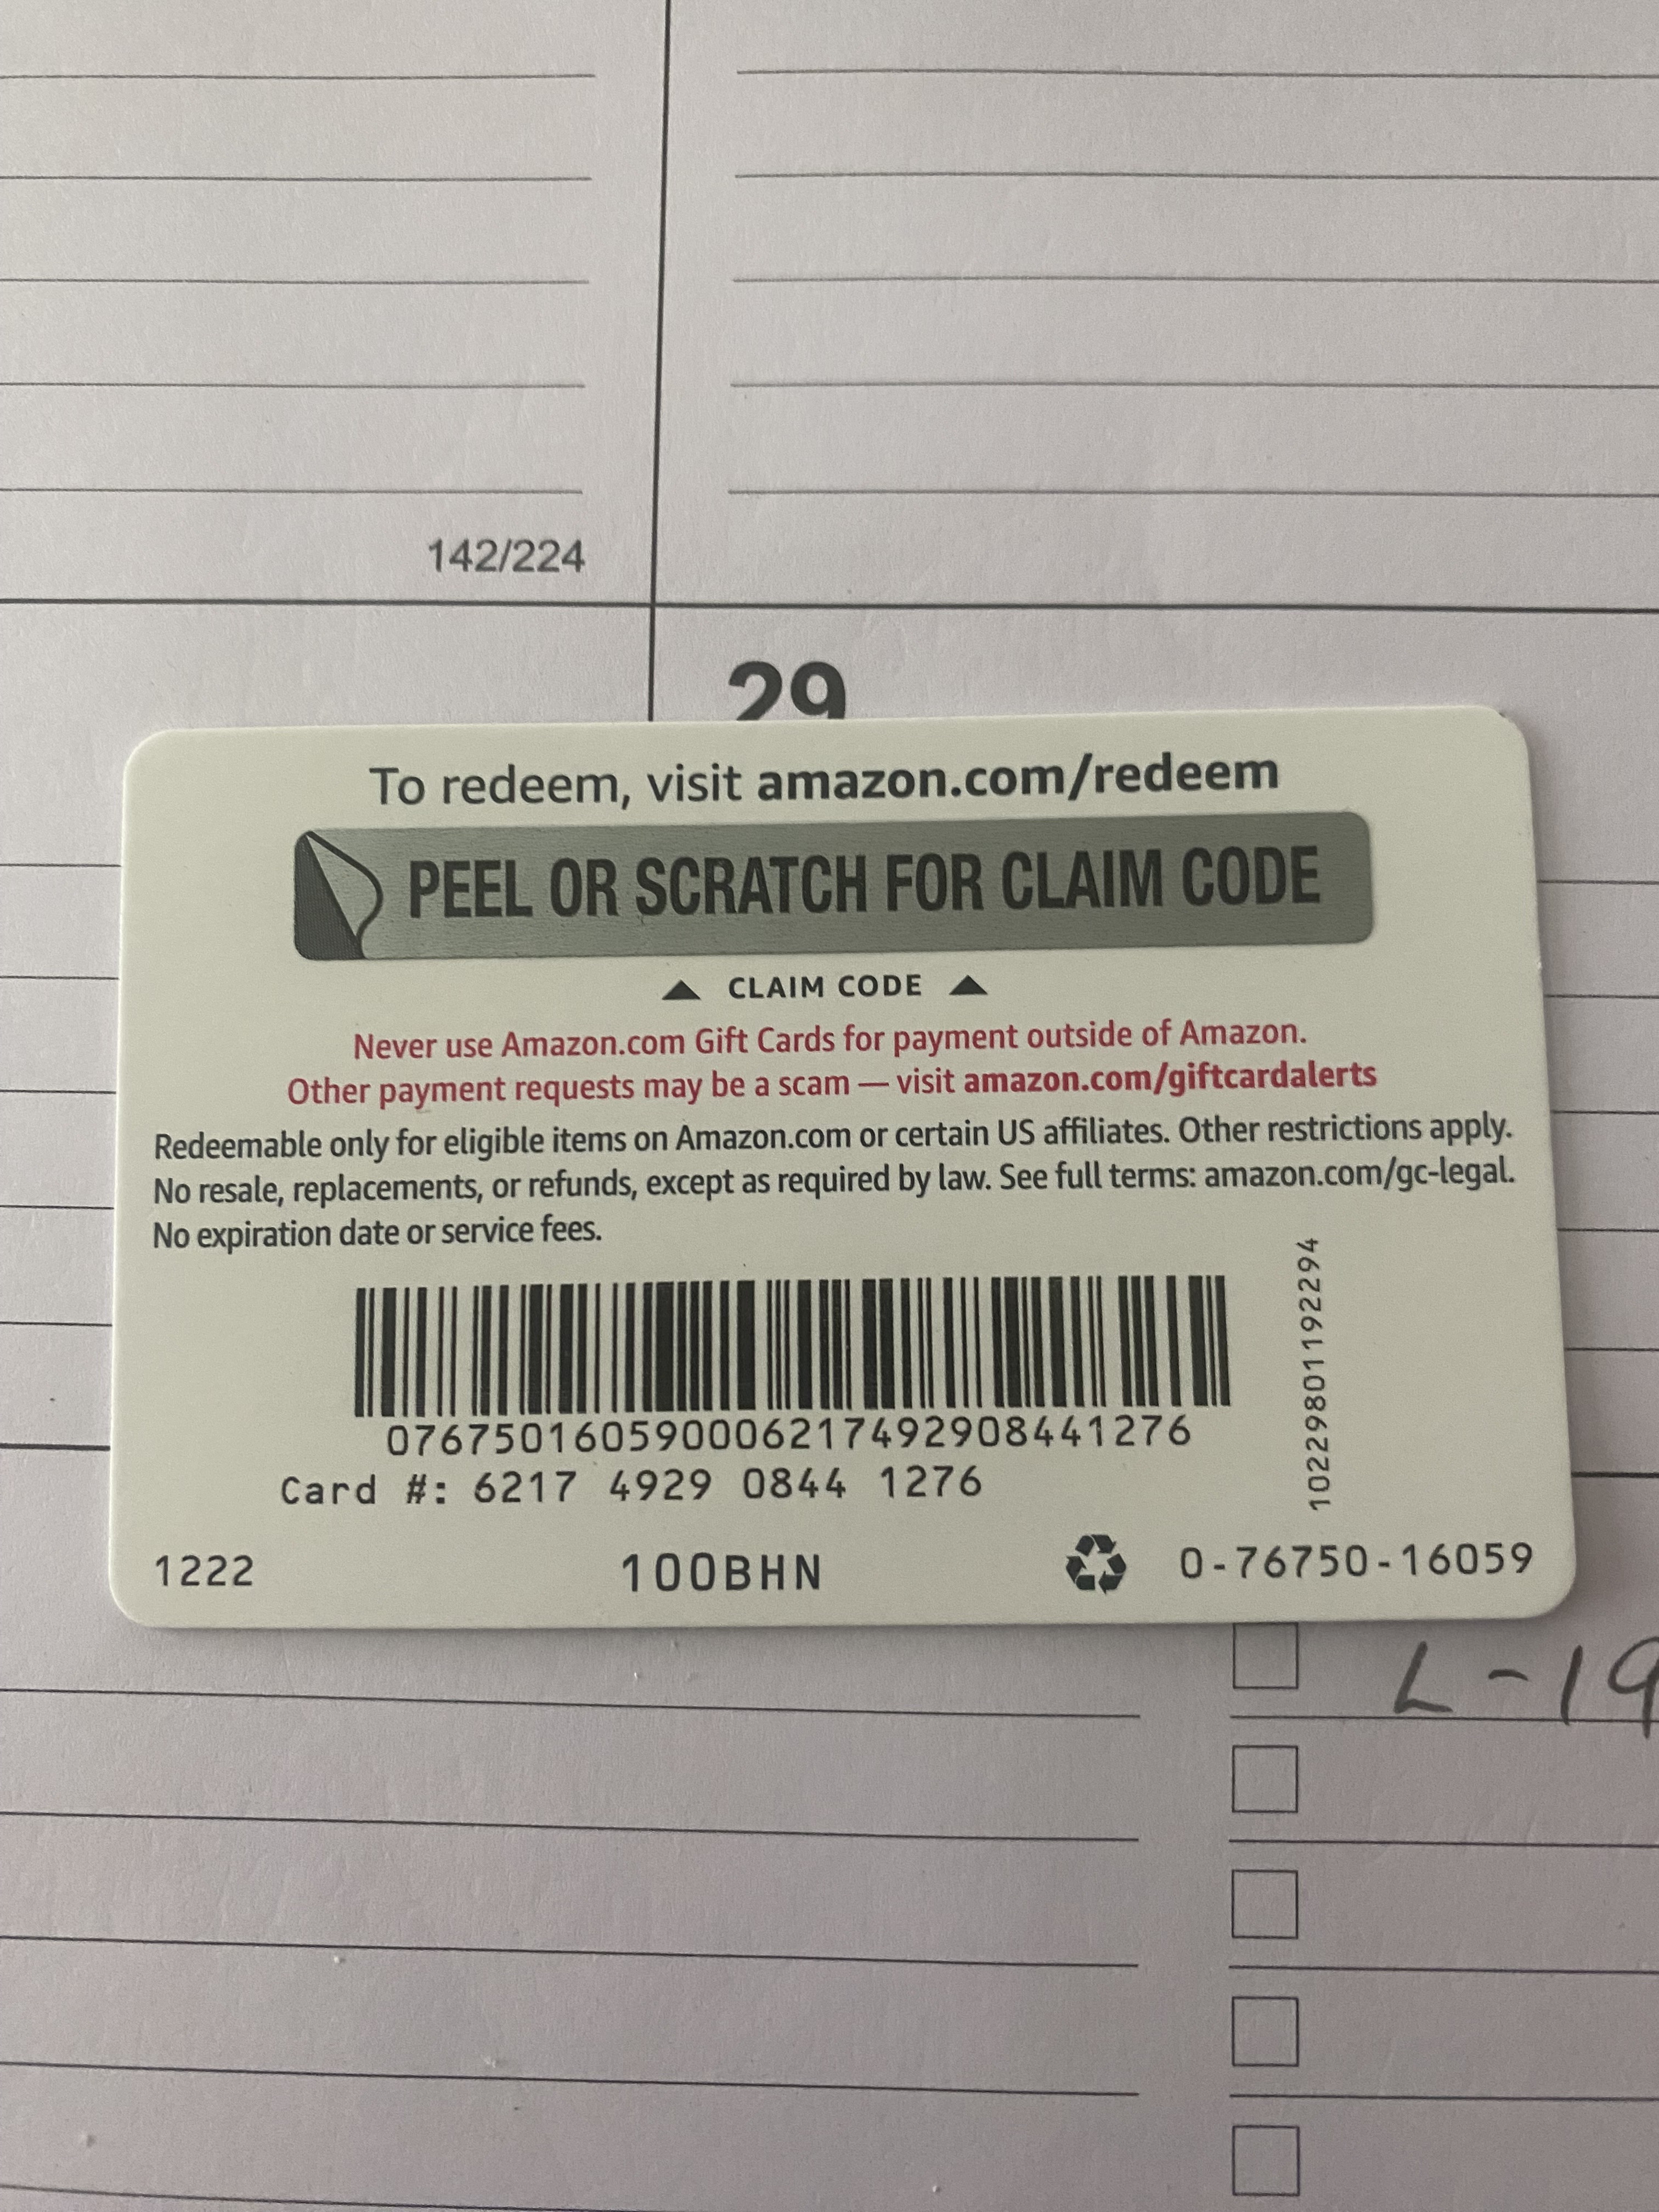 142/224
29
To redeem, visit amazon.com/redeem
PEEL OR SCRATCH FOR CLAIM CODE
▲ CLAIM CODE ▲
Never use Amazon.com Gift Cards for payment outside of Amazon.
Other payment requests may be a scam — visit amazon.com/giftcardalerts
Redeemable only for eligible items on Amazon.com or certain US affiliates. Other restrictions apply.
No resale, replacements, or refunds, except as required by law. See full terms: amazon.com/gc-legal.
No expiration date or service fees.
076750160590006217492908441276
Card #: 6217 4929 0844 1276
10229801192294
1222
100BHN
0-76750-16059
L-19